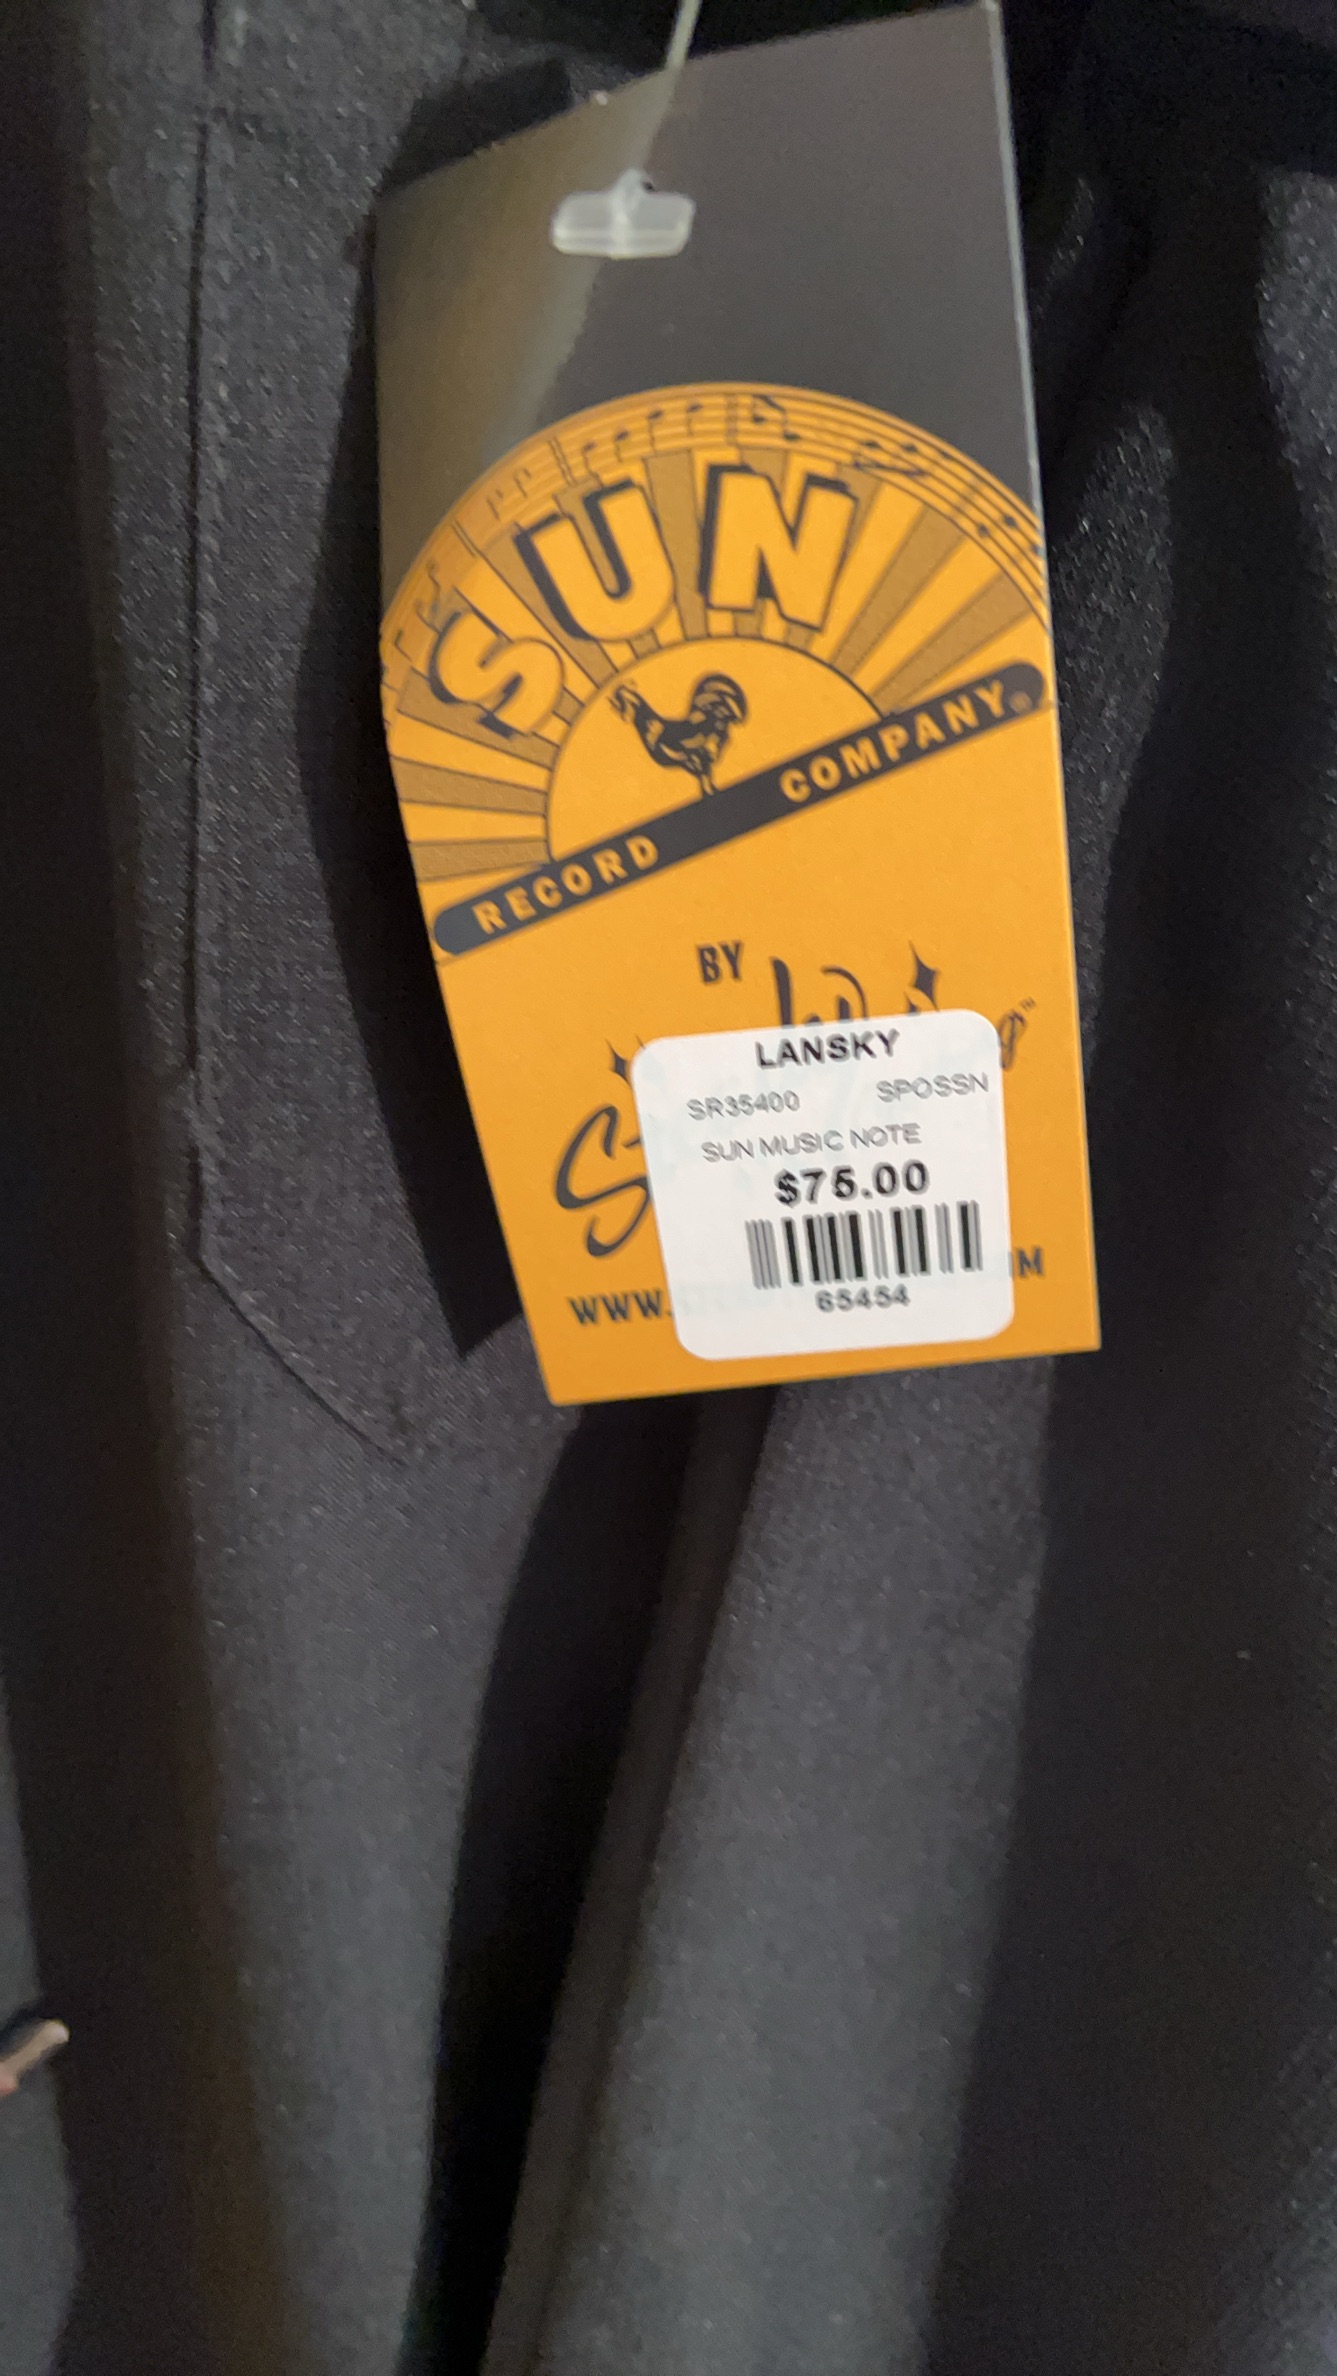 SUN
RECORD COMPANY
BY
LANSKY
SR35400 SPOSSN
SUN MUSIC NOTE
$75.00
65454
WWW.